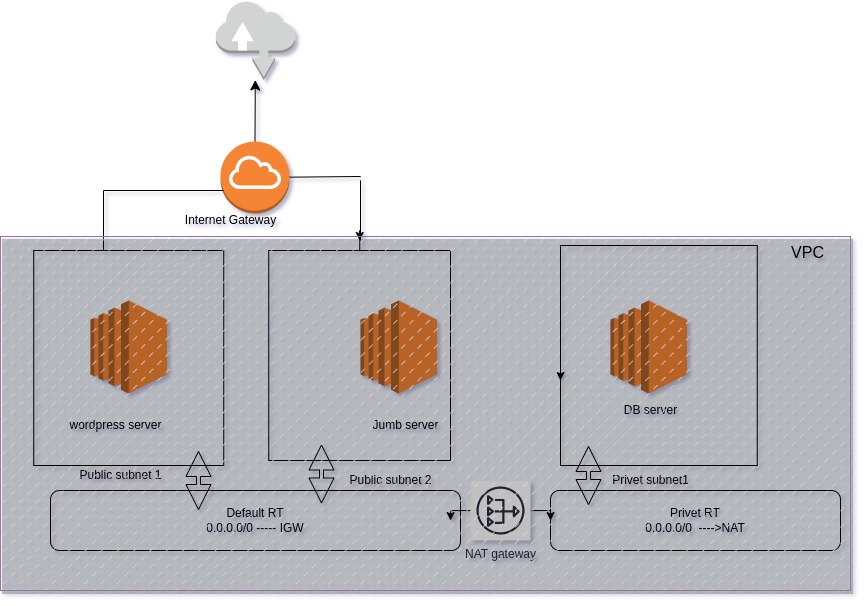 Internet Gateway
VPC
wordpress server
Jumb server
DB server
Public subnet 1
Public subnet 2
Privet subnet1
Default RT
0.0.0.0/0 ----- IGW
Privet RT
0.0.0.0/0 ---->NAT
NAT gateway